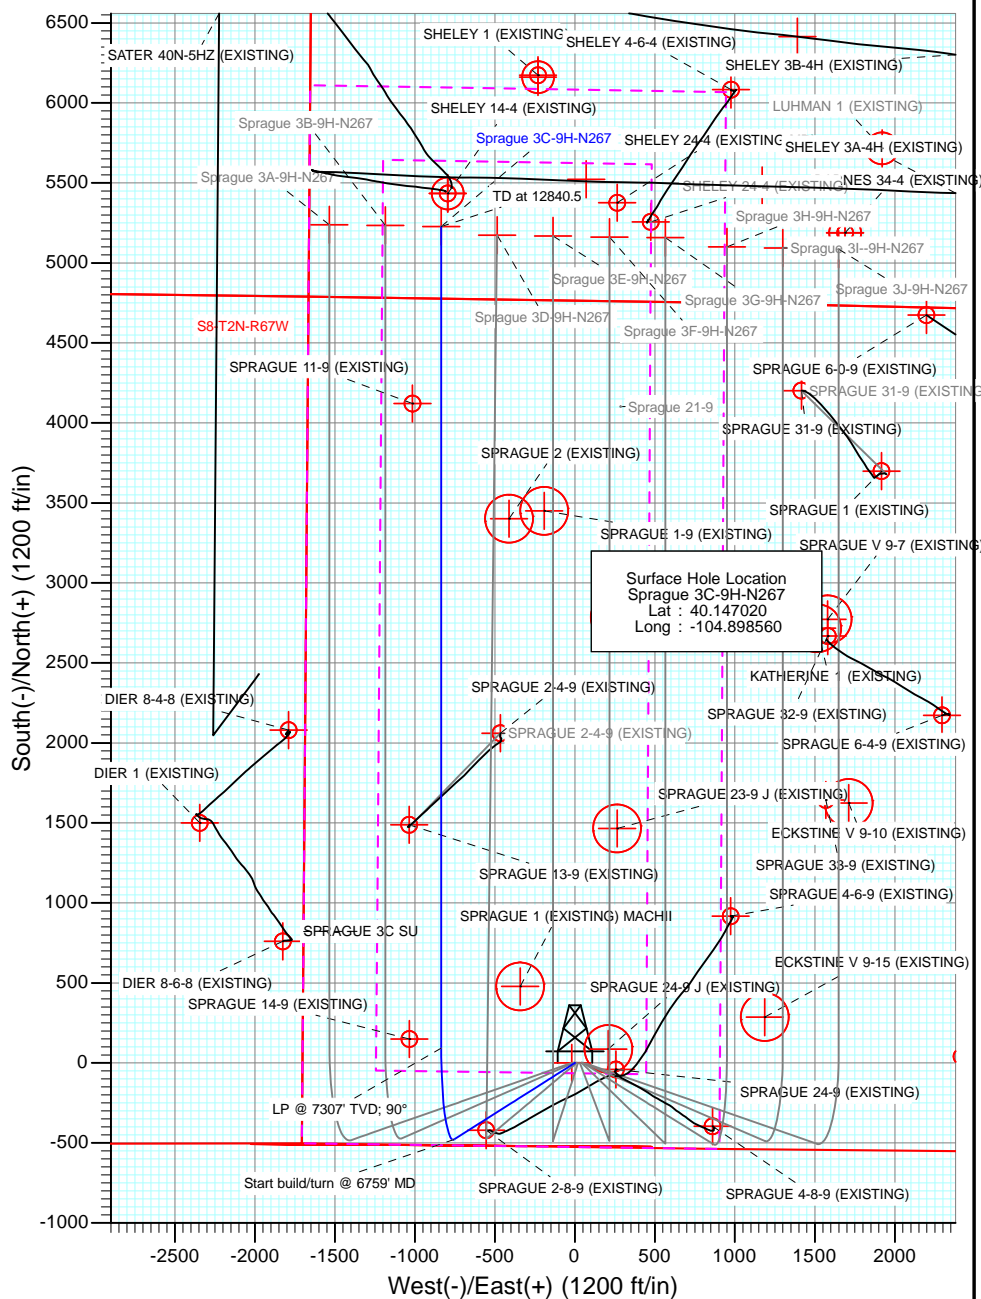 6500
6000
5500
5000
4500
4000
3500
3000
2500
2000
1500
1000
500
0
-500
-1000
South(-)/North(+) (1200 ft/in)
-2500
-2000
-1500
-1000
-500
0
500
1000
1500
2000
West(-)/East(+) (1200 ft/in)
SHELEY 1 (EXISTING)
SHELEY 4-6-4 (EXISTING)
SATER 40N-5HZ (EXISTING)
SHELEY 3B-4H (EXISTING)
SHELEY 14-4 (EXISTING)
LUHMAN 1 (EXISTING)
Sprague 3B-9H-N267
Sprague 3C-9H-N267
SHELEY 24-4 (EXISTING)
SHELEY 3A-4H (EXISTING)
Sprague 3A-9H-N267
SHELEY 24-4 (EXISTING)
NES 34-4 (EXISTING)
TD at 12840.5
Sprague 3H-9H-N267
Sprague 3I--9H-N267
Sprague 3E-9H-N267
Sprague 3J-9H-N267
Sprague 3G-9H-N267
Sprague 3D-9H-N267
Sprague 3F-9H-N267
S8-T2N-R67W
SPRAGUE 11-9 (EXISTING)
SPRAGUE 6-0-9 (EXISTING)
SPRAGUE 31-9 (EXISTING)
Sprague 21-9
SPRAGUE 31-9 (EXISTING)
SPRAGUE 2 (EXISTING)
SPRAGUE 1 (EXISTING)
SPRAGUE 1-9 (EXISTING)
SPRAGUE V 9-7 (EXISTING)
Surface Hole Location
Sprague 3C-9H-N267
Lat : 40.147020
Long : -104.898560
DIER 8-4-8 (EXISTING)
SPRAGUE 2-4-9 (EXISTING)
KATHERINE 1 (EXISTING)
SPRAGUE 32-9 (EXISTING)
SPRAGUE 2-4-9 (EXISTING)
SPRAGUE 6-4-9 (EXISTING)
DIER 1 (EXISTING)
SPRAGUE 23-9 J (EXISTING)
ECKSTINE V 9-10 (EXISTING)
SPRAGUE 13-9 (EXISTING)
SPRAGUE 33-9 (EXISTING)
SPRAGUE 4-6-9 (EXISTING)
SPRAGUE 3C SU
SPRAGUE 1 (EXISTING) MACHII
ECKSTINE V 9-15 (EXISTING)
DIER 8-6-8 (EXISTING)
SPRAGUE 24-9 J (EXISTING)
SPRAGUE 14-9 (EXISTING)
LP @ 7307' TVD; 90°
SPRAGUE 24-9 (EXISTING)
Start build/turn @ 6759' MD
SPRAGUE 2-8-9 (EXISTING)
SPRAGUE 4-8-9 (EXISTING)